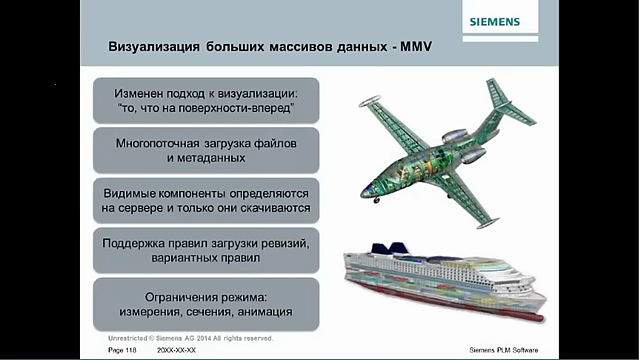 SIEMENS
Визуализация больших массивов данных - MMV
Изменен подход к визуализации:
“то, что на поверхности-вперед”
Многопоточная загрузка файлов
и метаданных
Видимые компоненты определяются
на сервере и только они скачиваются
Поддержка правил загрузки ревизий,
вариантных правил
Ограничения режима:
измерения, сечения, анимация
Unrestricted © Siemens AG 2014 All rights reserved.
Page 118 20XX-XX-XX Siemens PLM Software